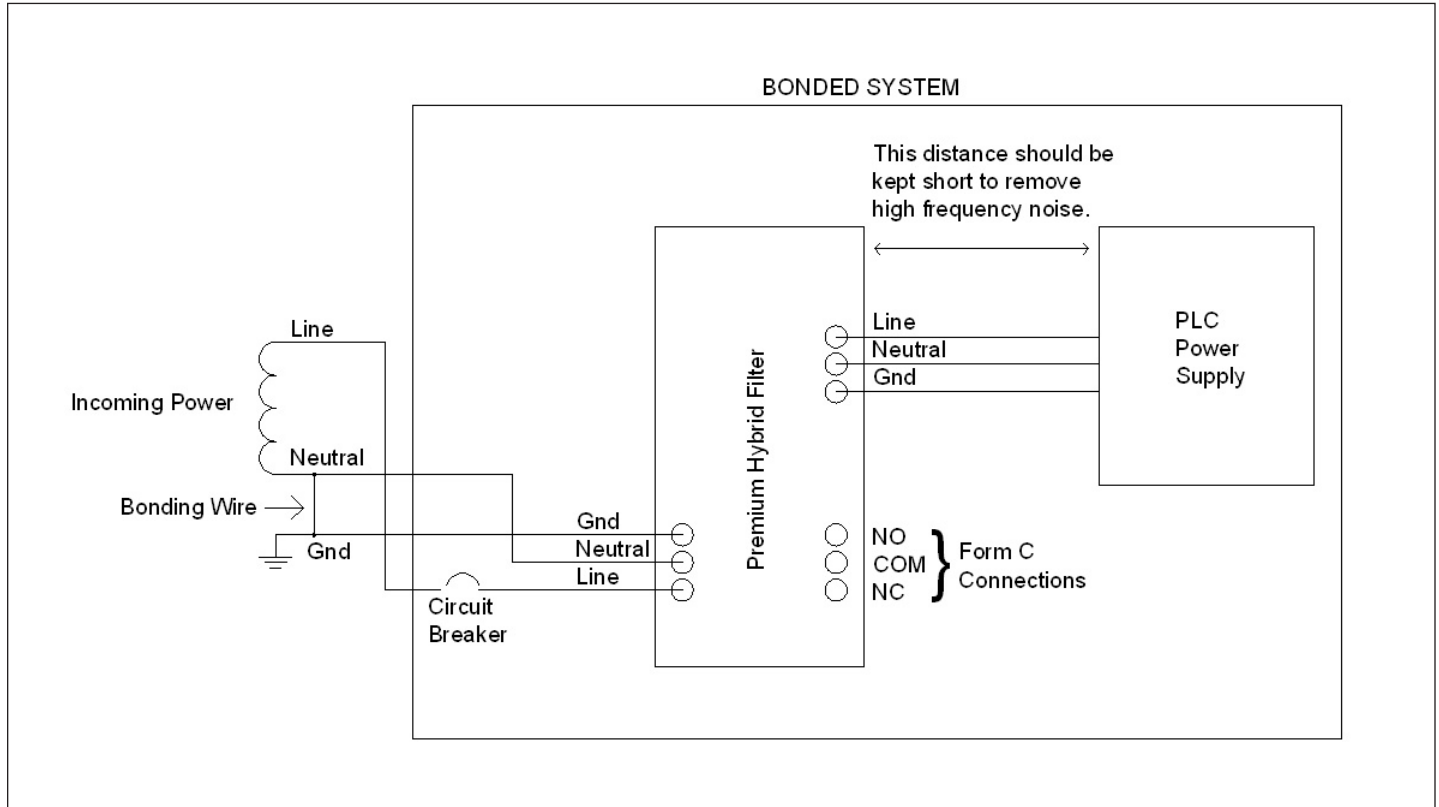 BONDED SYSTEM
This distance should be
kept short to remove
high frequency noise.
Line
Incoming Power
Neutral
Bonding Wire
Gnd
Circuit
Breaker
Gnd
Neutral
Line
Premium Hybrid Filter
Line
Neutral
Gnd
PLC
Power
Supply
NO
COM
NC
Form C
Connections